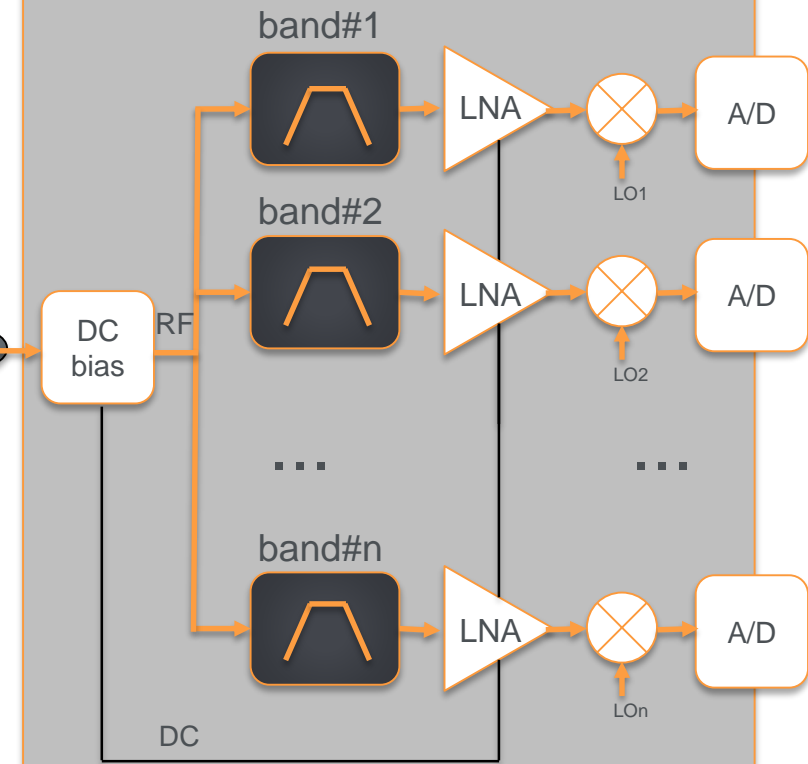 band#1
LNA
A/D
LO1
band#2
LNA
A/D
LO2
DC
bias
RF
...
...
band#n
LNA
A/D
LOn
DC